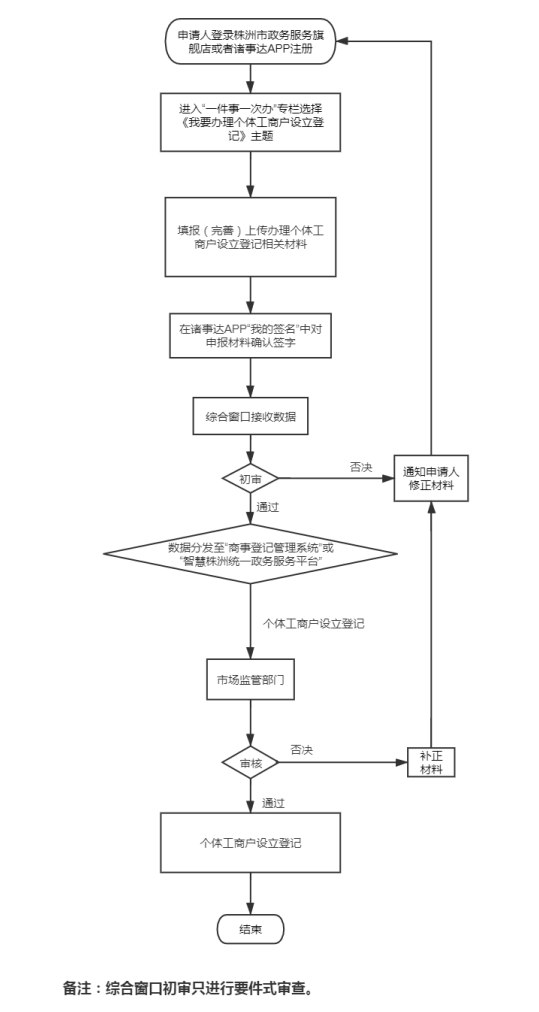 申请人登录株洲市政务服务旗
舰店或者诸事达APP注册
进入“一件事一次办”专栏选择
《我要办理个体工商户设立登
记》主题
填报（完善）上传办理个体工
商户设立登记相关材料
在诸事达APP“我的签名”中对
申报材料确认签字
综合窗口接收数据
初审
否决
通知申请人
修正材料
通过
数据分发至“商事登记管理系统”或
“智慧株洲统一政务服务平台”
个体工商户设立登记
市场监管部门
审核
否决
补正
材料
通过
个体工商户设立登记
结束
备注：综合窗口初审只进行要件式审查。